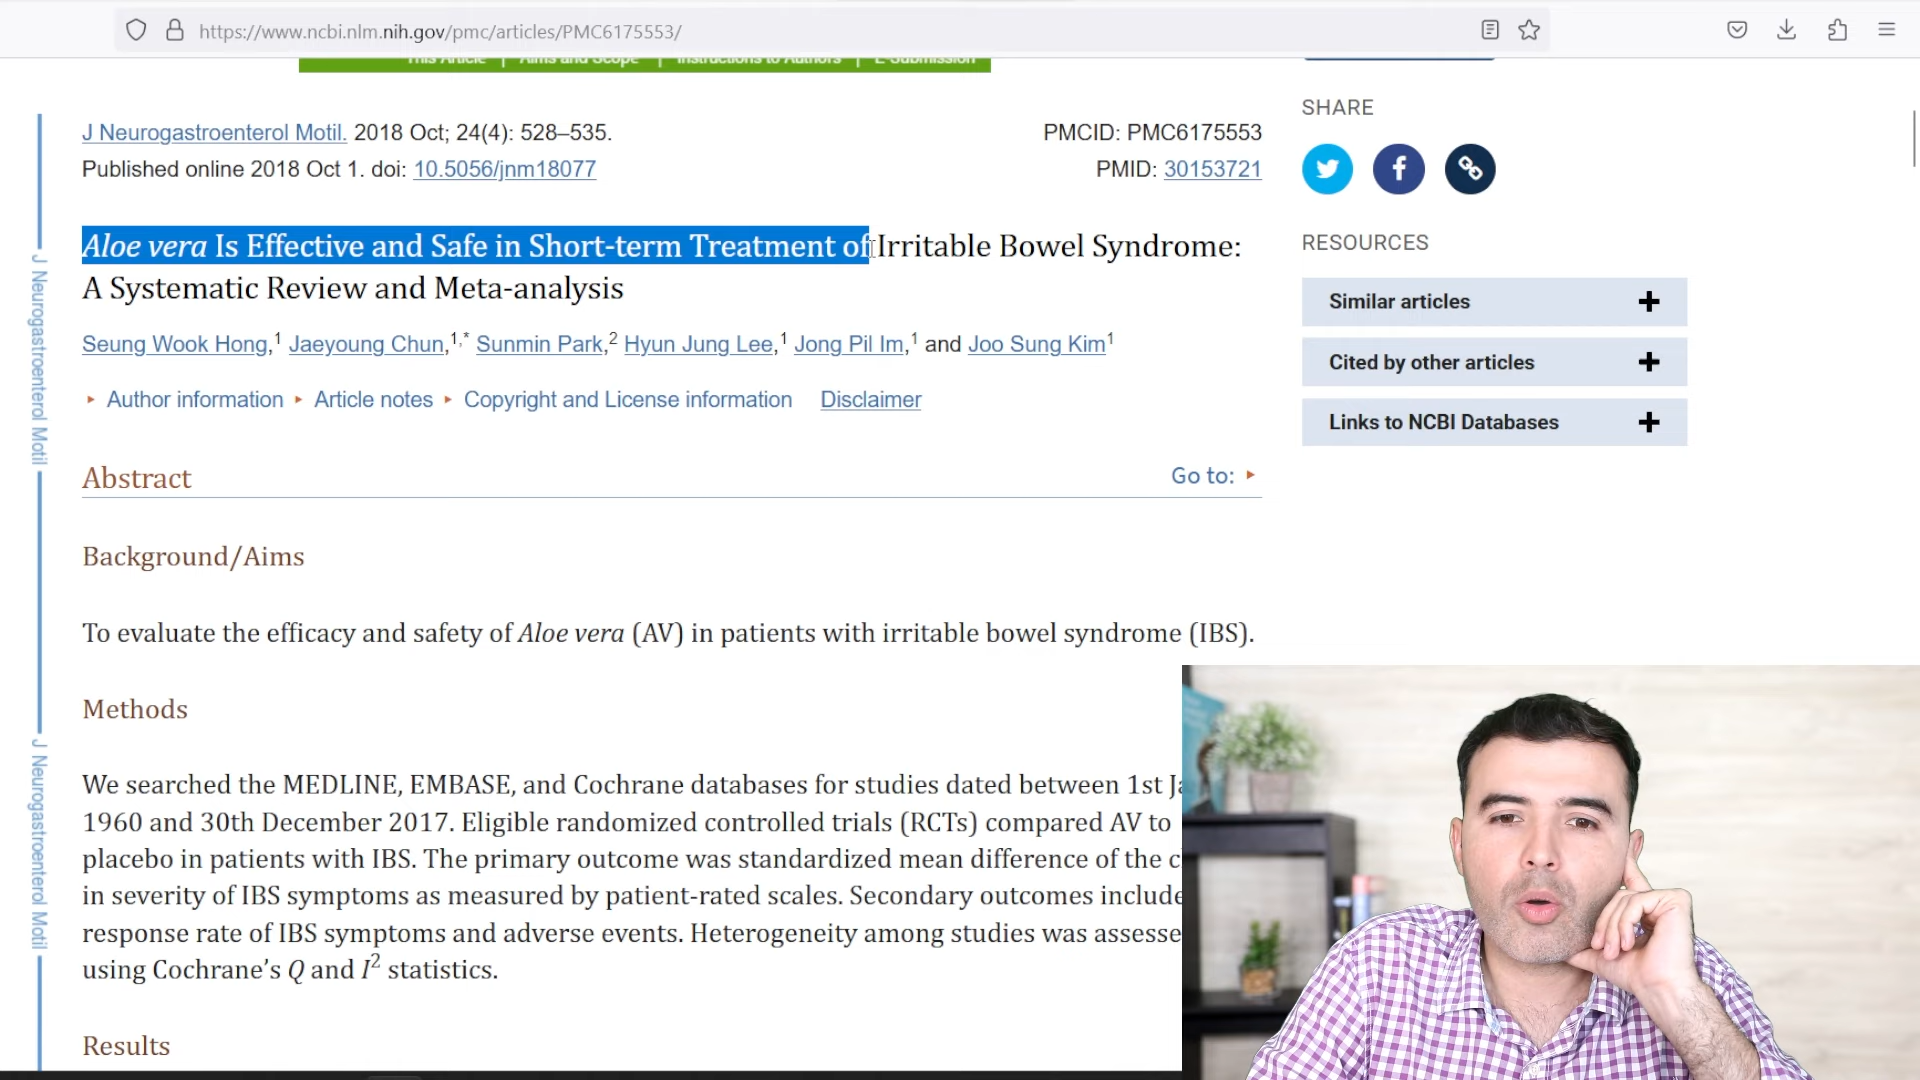 https://www.ncbi.nlm.nih.gov/pmc/articles/PMC6175553/
This Article | Aims and Scope | Instructions to Authors | E-Submission
J Neurogastroenterol Motil. 2018 Oct; 24(4): 528–535.
PMCID: PMC6175553
Published online 2018 Oct 1. doi: 10.5056/jnm18077
PMID: 30153721
Aloe vera Is Effective and Safe in Short-term Treatment of Irritable Bowel Syndrome:
A Systematic Review and Meta-analysis
Seung Wook Hong,1 Jaeyoung Chun,1,* Sunmin Park,2 Hyun Jung Lee,1 Jong Pil Im,1 and Joo Sung Kim1
Author information Article notes Copyright and License information Disclaimer
Abstract
Go to:
Background/Aims
To evaluate the efficacy and safety of Aloe vera (AV) in patients with irritable bowel syndrome (IBS).
Methods
We searched the MEDLINE, EMBASE, and Cochrane databases for studies dated between 1st Ja
1960 and 30th December 2017. Eligible randomized controlled trials (RCTs) compared AV to
placebo in patients with IBS. The primary outcome was standardized mean difference of the c
in severity of IBS symptoms as measured by patient-rated scales. Secondary outcomes include
response rate of IBS symptoms and adverse events. Heterogeneity among studies was assesse
using Cochrane’s Q and I2 statistics.
Results
SHARE
RESOURCES
Similar articles
Cited by other articles
Links to NCBI Databases
J Neurogastroenterol Motil
J Neurogastroenterol Motil